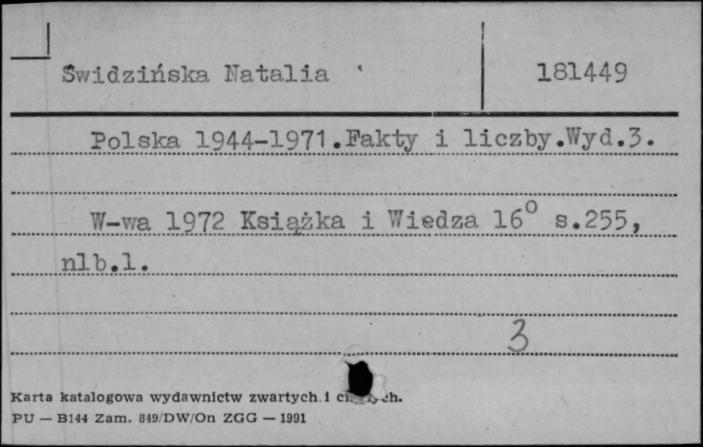 Świdzińska Natalia 181449
Polska 1944-1971.Fakty i liczby.Wyd.3.
W-wa 1972 Książka i Wiedza 16⁰ s.255,
nlb.1.
3
Karta katalogowa wydawnictw zwartych i
PU — B144 Zam. 849/DW/On ZGG — 1991